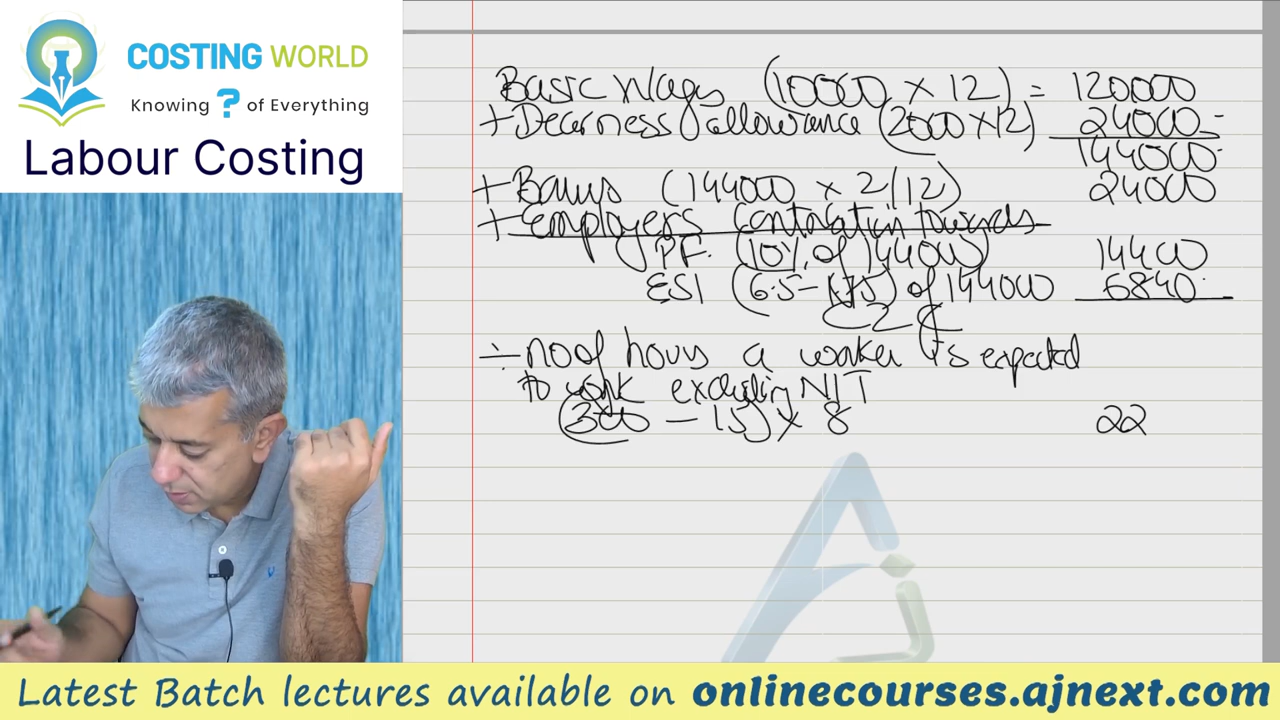 COSTING WORLD
Knowing ? of Everything
Labour Costing
Basic Wages (10000 × 12) = 120000
+ Dearness allowance (2000 × 12) 24000
144000
+ Bonus (144000 × 2/12) 24000
+ Employers Contribution towards
PF (10% of 144000) 14400
ESI (6.5 - 1.75) of 144000 6840
÷ no of hours a worker is expected
to work excluding NIT
(300 - 15) × 8 22
Latest Batch lectures available on onlinecourses.ajnext.com